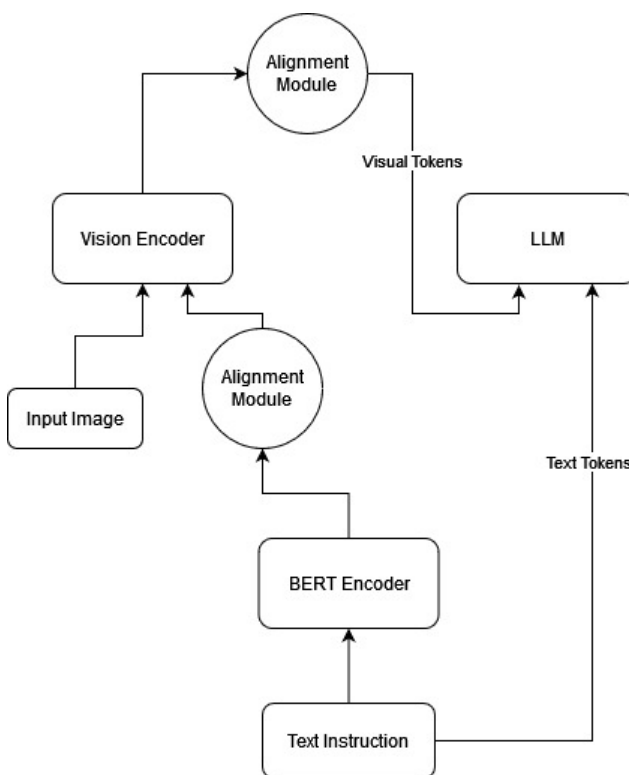 Alignment
Module
Visual Tokens
Vision Encoder
LLM
Alignment
Module
Input Image
Text Tokens
BERT Encoder
Text Instruction